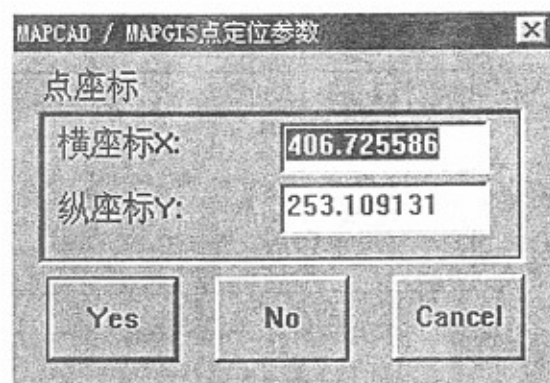 MAPCAD / MAPGIS点定位参数
点座标
横座标X: 406.725586
纵座标Y: 253.109131
Yes No Cancel